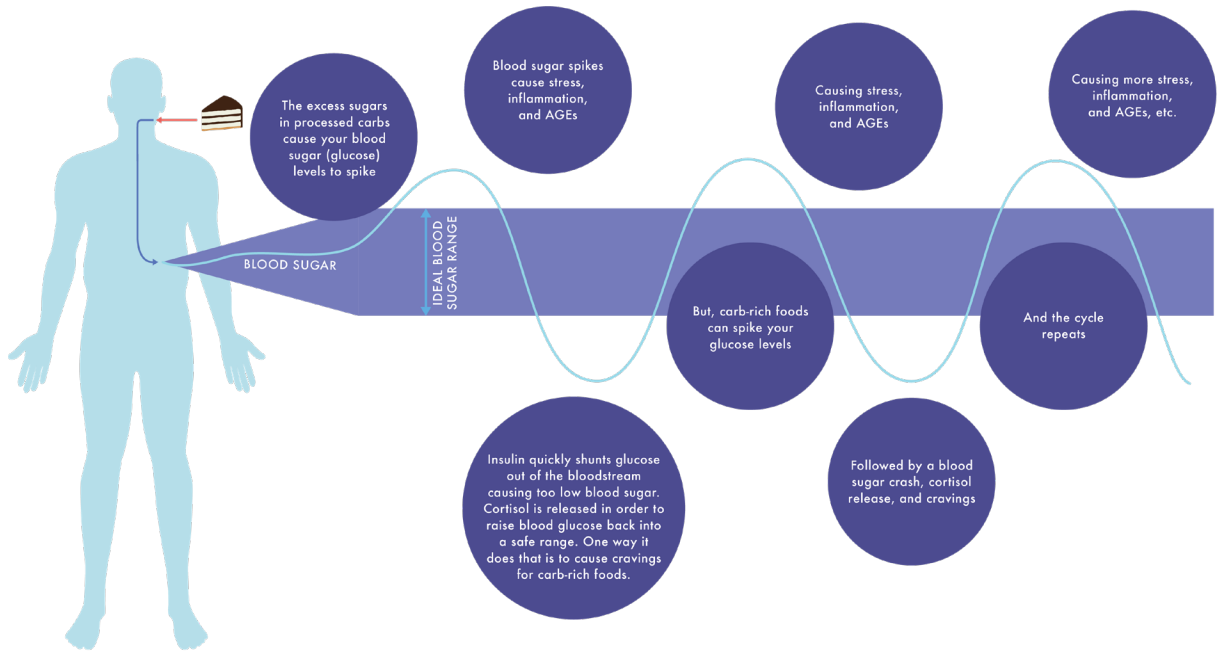 The excess sugars
in processed carbs
cause your blood
sugar (glucose)
levels to spike
BLOOD SUGAR
IDEAL BLOOD
SUGAR RANGE
Blood sugar spikes
cause stress,
inflammation,
and AGEs
Insulin quickly shunts glucose
out of the bloodstream
causing too low blood sugar.
Cortisol is released in order to
raise blood glucose back into
a safe range. One way it
does that is to cause cravings
for carb-rich foods.
But, carb-rich foods
can spike your
glucose levels
Causing stress,
inflammation,
and AGEs
Followed by a blood
sugar crash, cortisol
release, and cravings
And the cycle
repeats
Causing more stress,
inflammation,
and AGEs, etc.